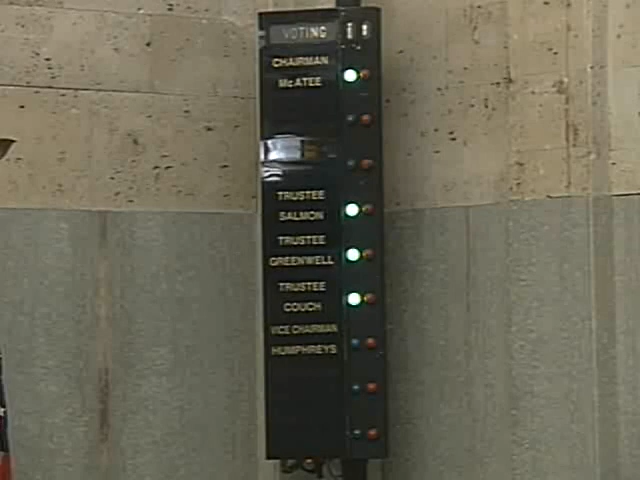 VOTING
CHAIRMAN
McATEE
TRUSTEE
SALMON
TRUSTEE
GREENWELL
TRUSTEE
COUCH
VICE CHAIRMAN
HUMPHREYS